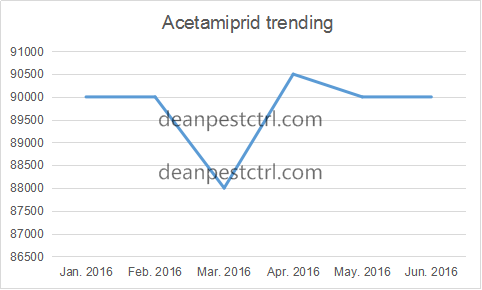 Acetamiprid trending
91000
90500
90000
89500
89000
88500
88000
87500
87000
86500
deanpestctrl.com
deanpestctrl.com
Jan. 2016 Feb. 2016 Mar. 2016 Apr. 2016 May. 2016 Jun. 2016